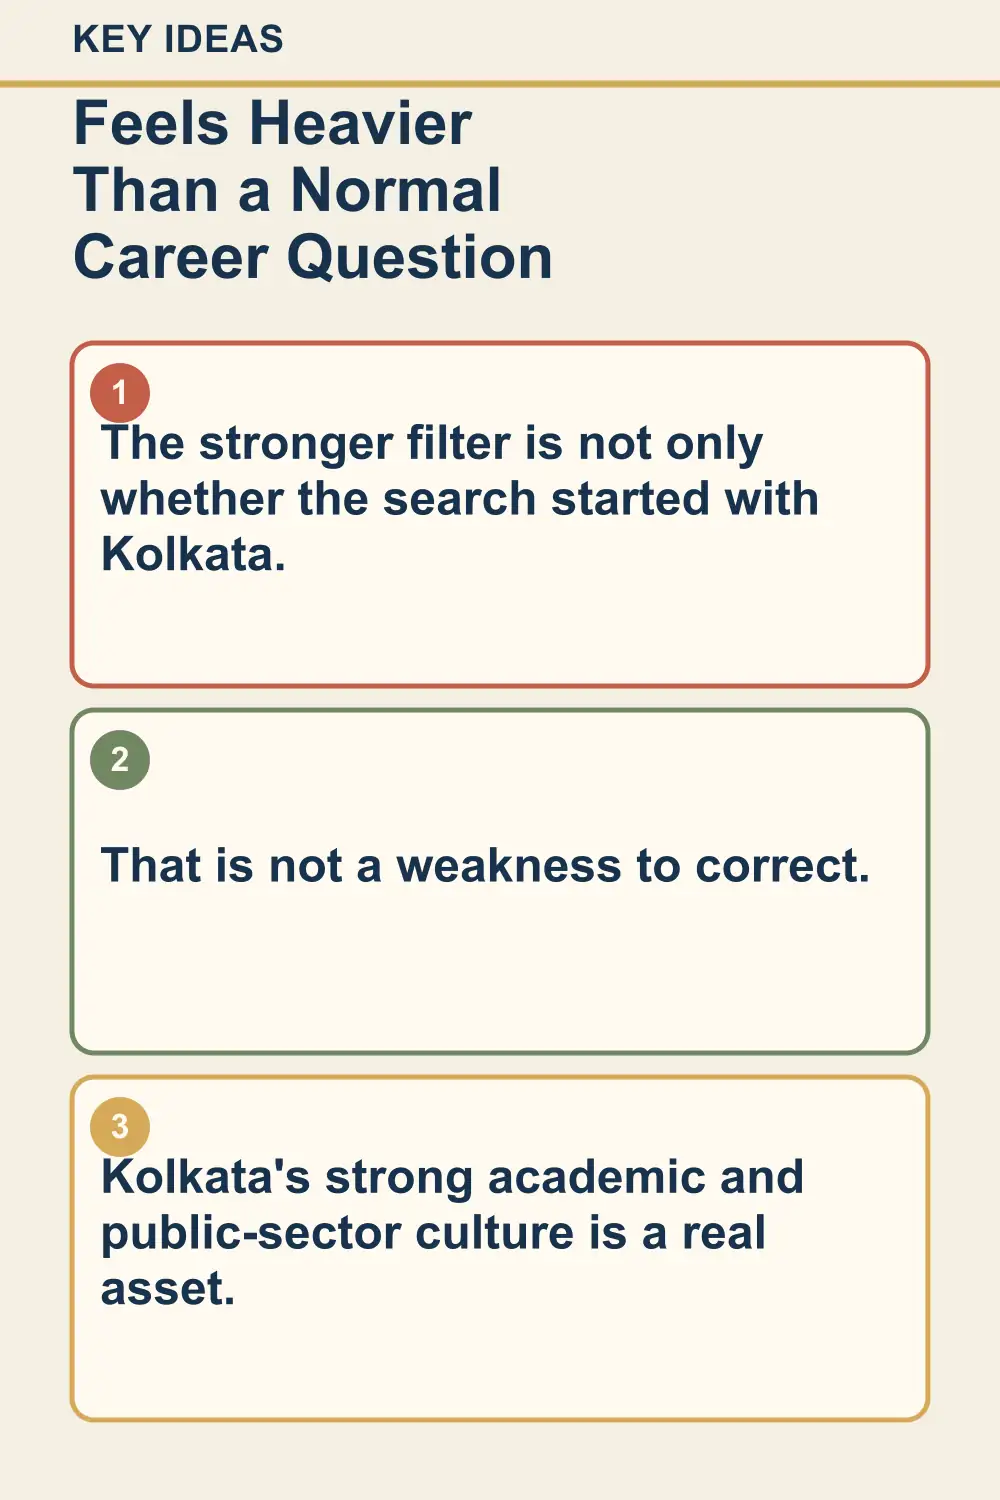 KEY IDEAS
Feels Heavier
Than a Normal
Career Question
1
The stronger filter is not only
whether the search started with
Kolkata.
2
That is not a weakness to correct.
3
Kolkata's strong academic and
public-sector culture is a real
asset.